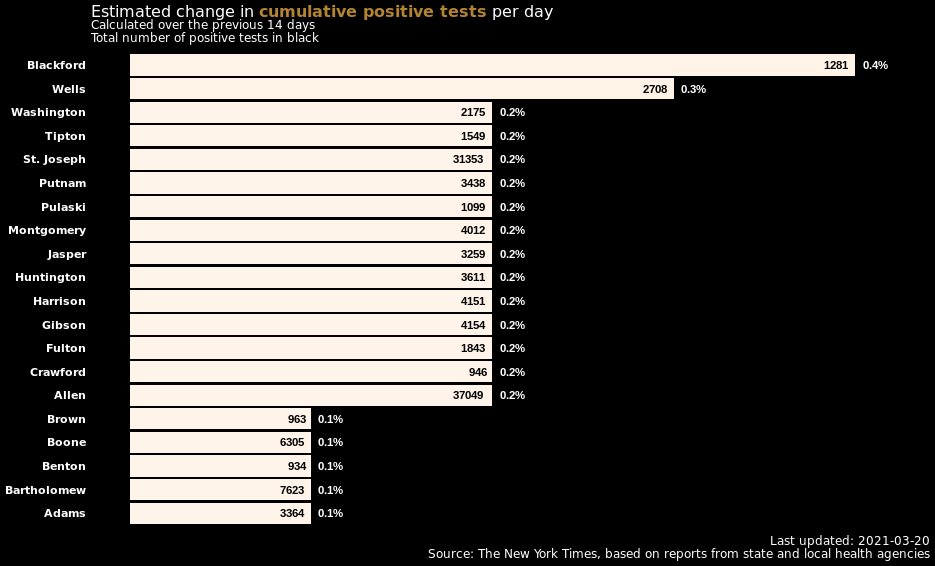 Estimated change in cumulative positive tests per day
Calculated over the previous 14 days
Total number of positive tests in black
Blackford 1281 0.4%
Wells 2708 0.3%
Washington 2175 0.2%
Tipton 1549 0.2%
St. Joseph 31353 0.2%
Putnam 3438 0.2%
Pulaski 1099 0.2%
Montgomery 4012 0.2%
Jasper 3259 0.2%
Huntington 3611 0.2%
Harrison 4151 0.2%
Gibson 4154 0.2%
Fulton 1843 0.2%
Crawford 946 0.2%
Allen 37049 0.2%
Brown 963 0.1%
Boone 6305 0.1%
Benton 934 0.1%
Bartholomew 7623 0.1%
Adams 3364 0.1%
Last updated: 2021-03-20
Source: The New York Times, based on reports from state and local health agencies